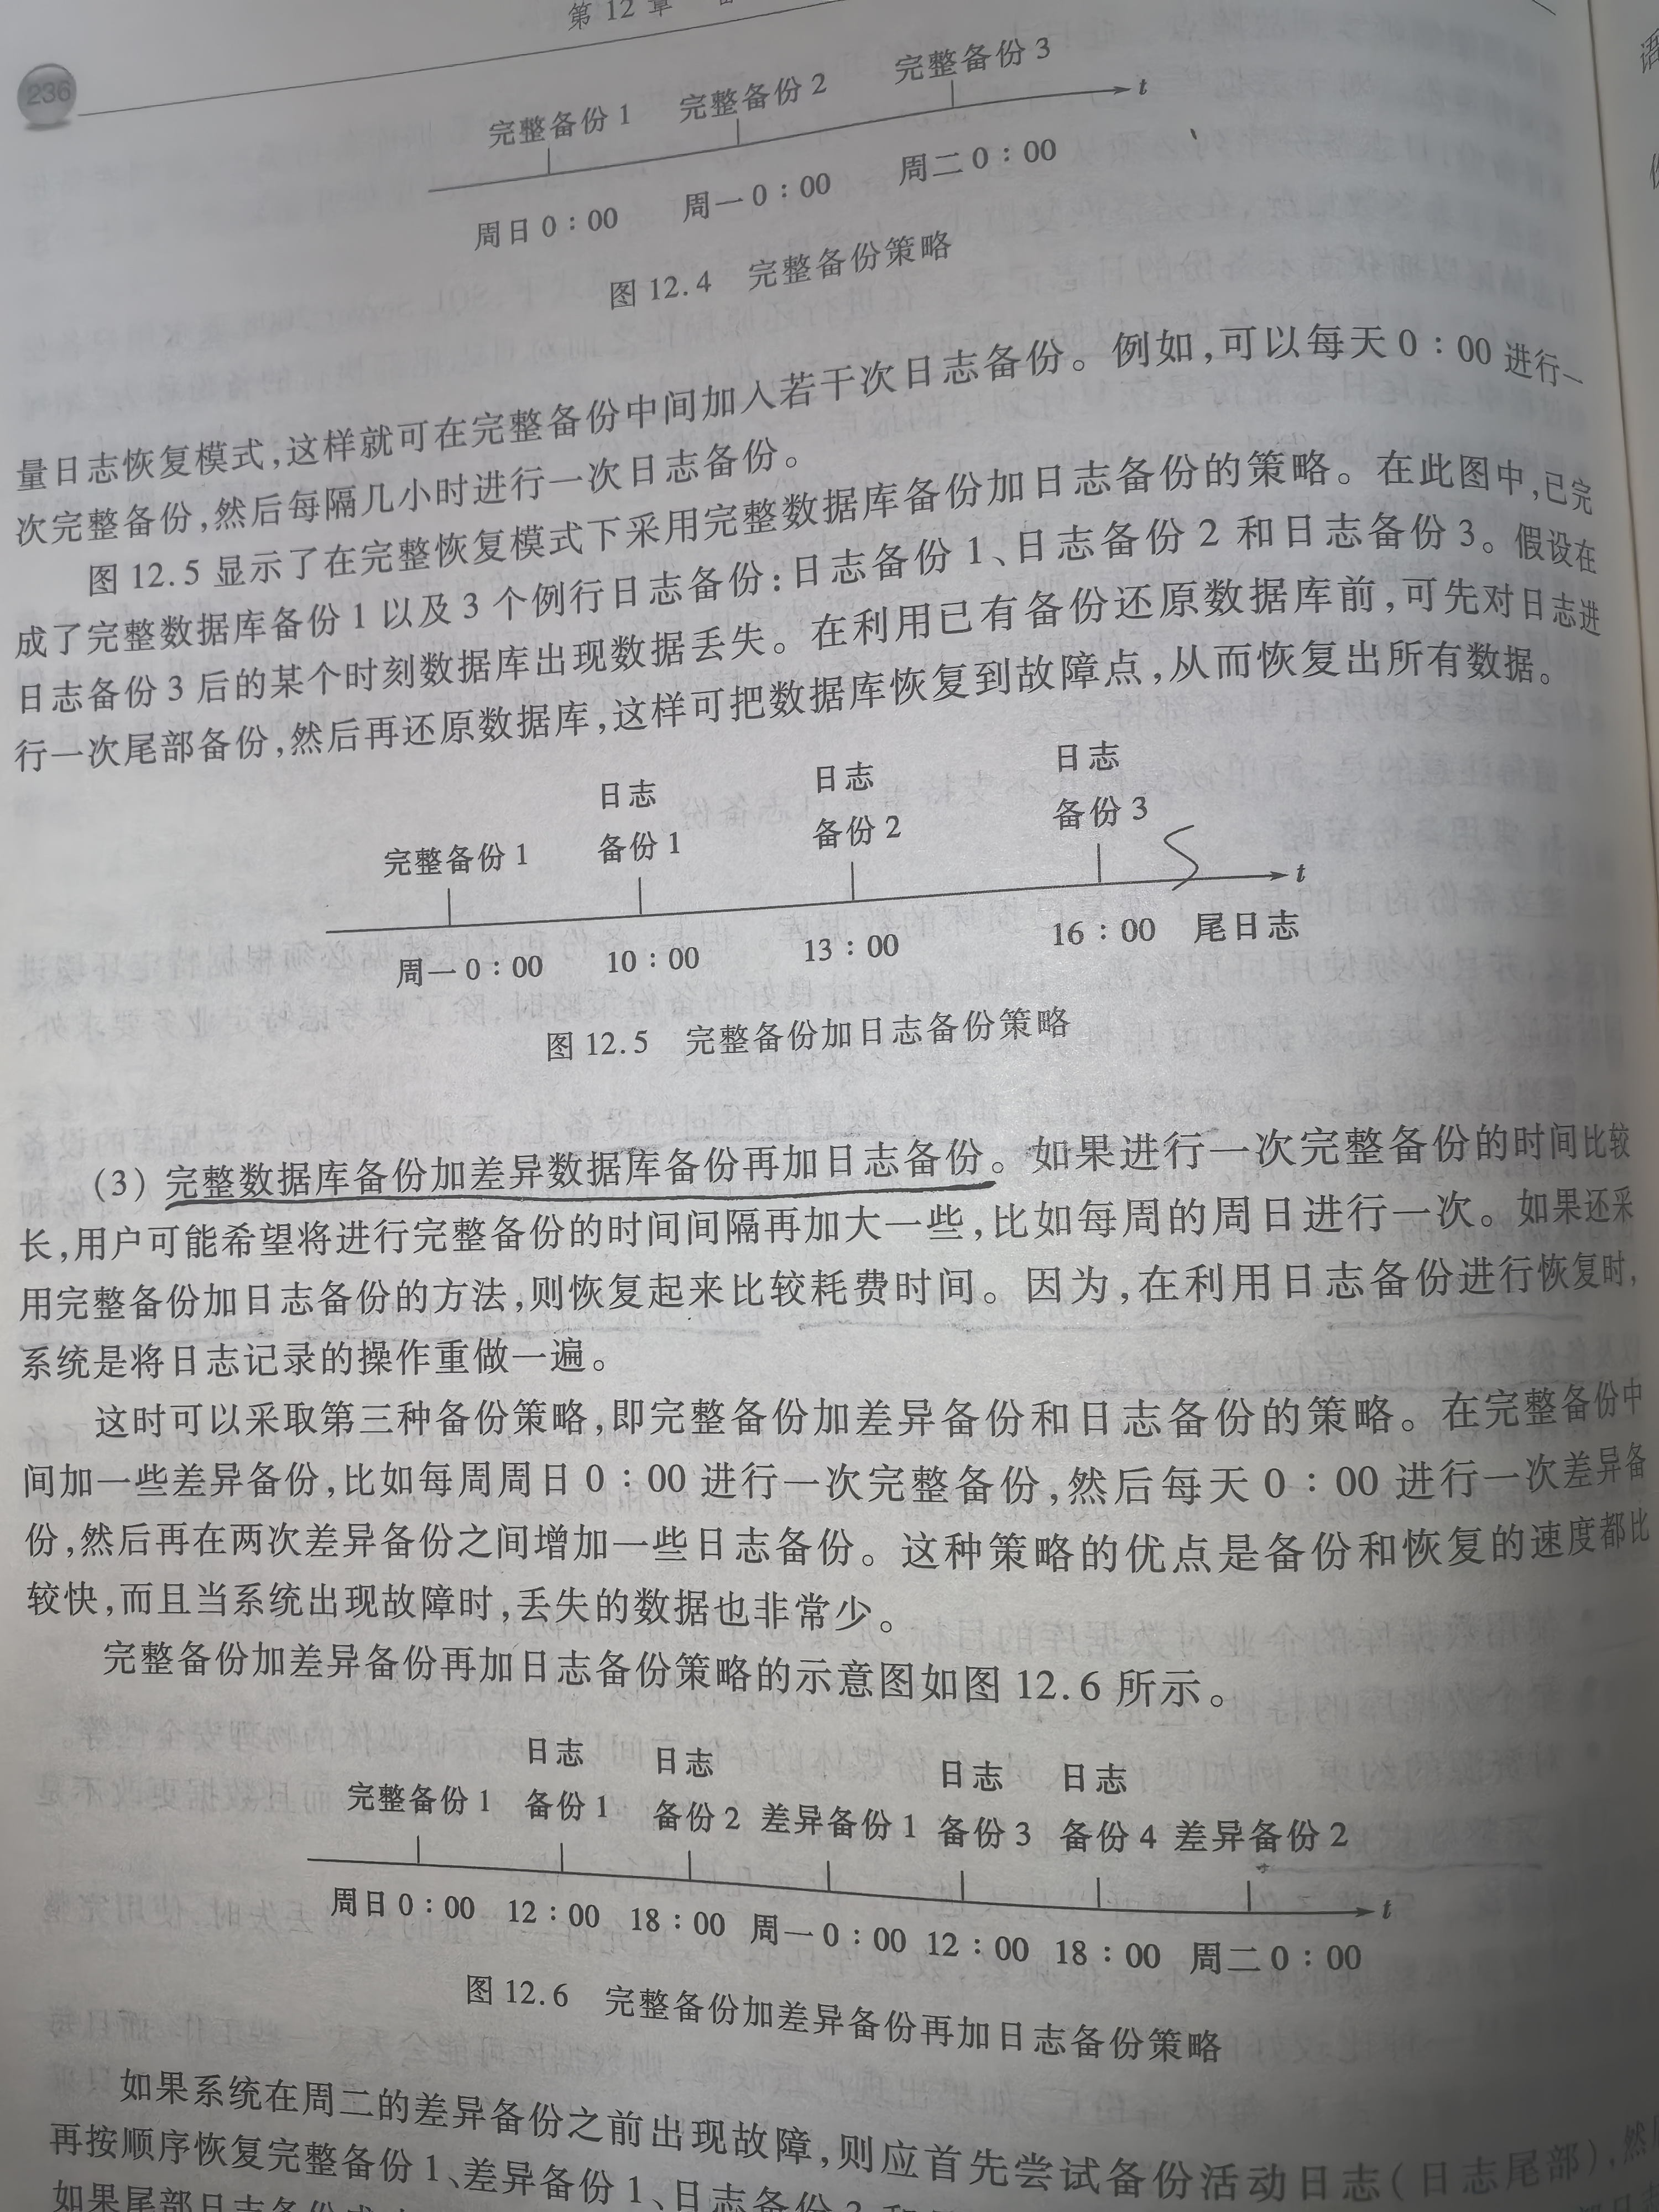 第 12 章
236
完整备份 1 完整备份 2 完整备份 3
t
周日 0：00 周一 0：00 周二 0：00
图 12.4 完整备份策略
量日志恢复模式，这样就可在完整备份中间加入若干次日志备份。例如，可以每天 0：00 进行一
次完整备份，然后每隔几小时进行一次日志备份。
图 12.5 显示了在完整恢复模式下采用完整数据库备份加日志备份的策略。在此图中，已完
成了完整数据库备份 1 以及 3 个例行日志备份：日志备份 1、日志备份 2 和日志备份 3。假设在
日志备份 3 后的某个时刻数据库出现数据丢失。在利用已有备份还原数据库前，可先对日志进
行一次尾部备份，然后再还原数据库，这样可把数据库恢复到故障点，从而恢复出所有数据。
日志 日志 日志
完整备份 1 备份 1 备份 2 备份 3
t
周一 0：00 10：00 13：00 16：00 尾日志
图 12.5 完整备份加日志备份策略
（3）完整数据库备份加差异数据库备份再加日志备份。如果进行一次完整备份的时间比较
长，用户可能希望将进行完整备份的时间间隔再加大一些，比如每周的周日进行一次。如果还采
用完整备份加日志备份的方法，则恢复起来比较耗费时间。因为，在利用日志备份进行恢复时，
系统是将日志记录的操作重做一遍。
这时可以采取第三种备份策略，即完整备份加差异备份和日志备份的策略。在完整备份中
间加一些差异备份，比如每周周日 0：00 进行一次完整备份，然后每天 0：00 进行一次差异备
份，然后再在两次差异备份之间增加一些日志备份。这种策略的优点是备份和恢复的速度都比
较快，而且当系统出现故障时，丢失的数据也非常少。
完整备份加差异备份再加日志备份策略的示意图如图 12.6 所示。
日志 日志 日志 日志
完整备份 1 备份 1 备份 2 差异备份 1 备份 3 备份 4 差异备份 2
t
周日 0：00 12：00 18：00 周一 0：00 12：00 18：00 周二 0：00
图 12.6 完整备份加差异备份再加日志备份策略
如果系统在周二的差异备份之前出现故障，则应首先尝试备份活动日志（日志尾部），然
再按顺序恢复完整备份 1、差异备份 1、日志备份 3
如果尾部日志备份